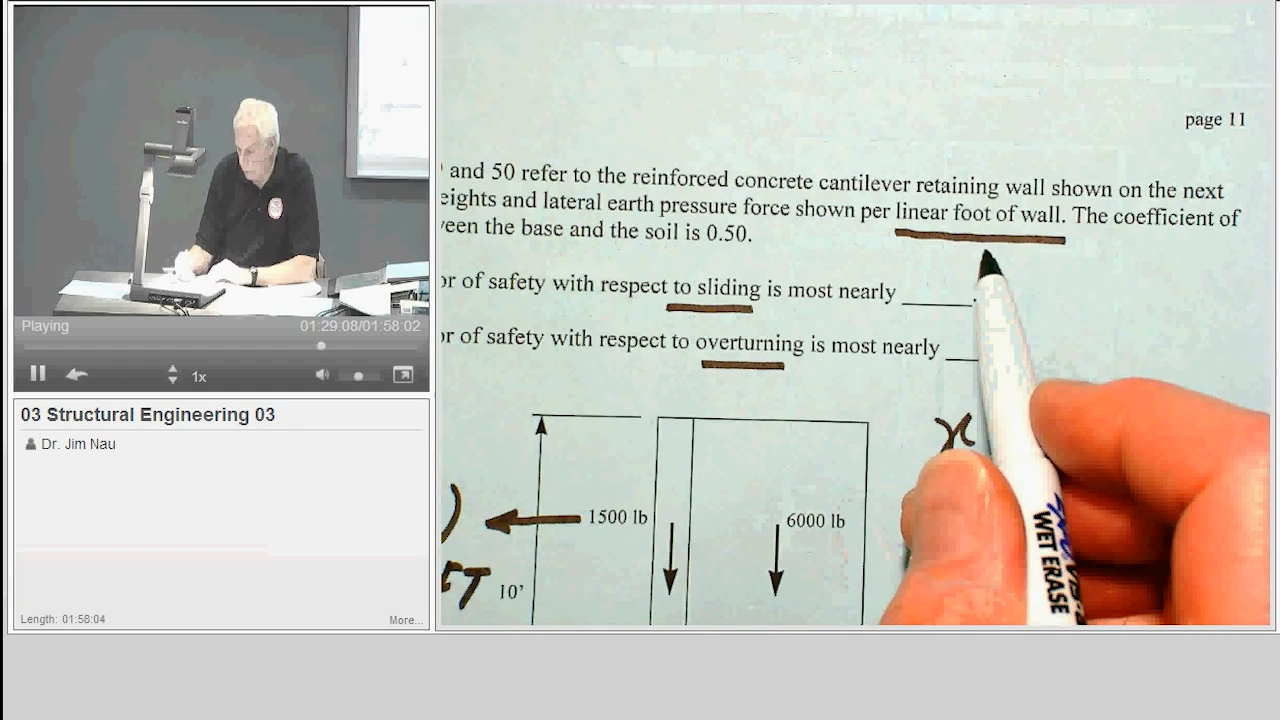 page 11
and 50 refer to the reinforced concrete cantilever retaining wall shown on the next
eights and lateral earth pressure force shown per linear foot of wall. The coefficient of
een the base and the soil is 0.50.
or of safety with respect to sliding is most nearly ______.
or of safety with respect to overturning is most nearly __
x
1500 lb
6000 lb
FT
10'
WET ERASE
Playing
01:29.08/01:58.02
1x
03 Structural Engineering 03
Dr. Jim Nau
Length: 01:58:04
More...